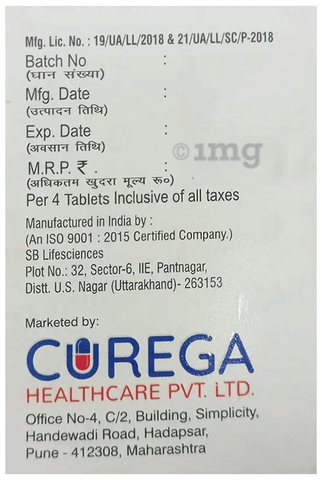 Mfg. Lic. No. : 19/UA/LL/2018 & 21/UA/LL/SC/P-2018
Batch No :
(घान संख्या)
Mfg. Date :
(उत्पादन तिथि)
Exp. Date :
(अवसान तिथि)
©1mg
M.R.P. ₹ . :
(अधिकतम खुदरा मूल्य रू०)
Per 4 Tablets Inclusive of all taxes
Manufactured in India by :
(An ISO 9001 : 2015 Certified Company.)
SB Lifesciences
Plot No.: 32, Sector-6, IIE, Pantnagar,
Distt. U.S. Nagar (Uttarakhand)- 263153
Marketed by:
CUREGA
HEALTHCARE PVT. LTD.
Office No-4, C/2, Building, Simplicity,
Handewadi Road, Hadapsar,
Pune - 412308, Maharashtra